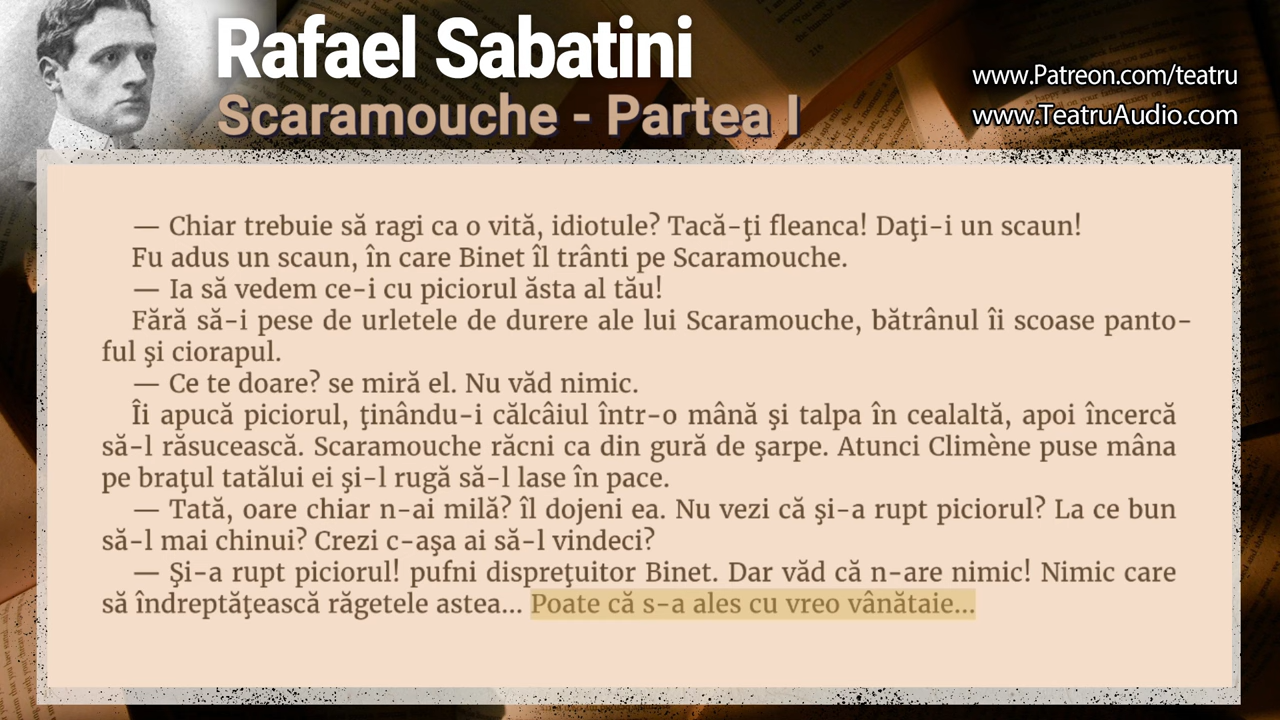 Rafael Sabatini
Scaramouche - Partea I
www.Patreon.com/teatru
www.TeatruAudio.com
— Chiar trebuie să ragi ca o vită, idiotule? Tacă-ţi fleanca! Daţi-i un scaun!
Fu adus un scaun, în care Binet îl trânti pe Scaramouche.
— Ia să vedem ce-i cu piciorul ăsta al tău!
Fără să-i pese de urletele de durere ale lui Scaramouche, bătrânul îi scoase panto-
ful şi ciorapul.
— Ce te doare? se miră el. Nu văd nimic.
Îi apucă piciorul, ţinându-i călcâiul într-o mână şi talpa în cealaltă, apoi încercă
să-l răsucească. Scaramouche răcni ca din gură de şarpe. Atunci Climène puse mâna
pe braţul tatălui ei şi-l rugă să-l lase în pace.
— Tată, oare chiar n-ai milă? îl dojeni ea. Nu vezi că şi-a rupt piciorul? La ce bun
să-l mai chinui? Crezi c-aşa ai să-l vindeci?
— Şi-a rupt piciorul! pufni dispreţuitor Binet. Dar văd că n-are nimic! Nimic care
să îndreptăţească răgetele astea... Poate că s-a ales cu vreo vânătaie...